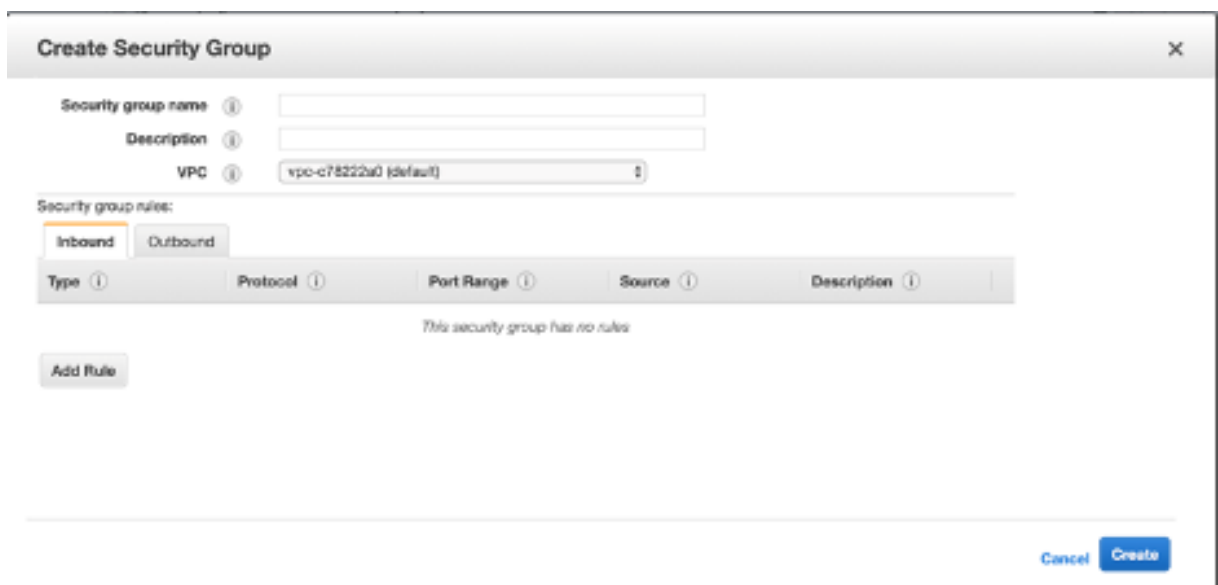 Create Security Group
Security group name
Description
VPC vpc-c78222a0 (default)
Security group rules:
Inbound Outbound
Type Protocol Port Range Source Description
This security group has no rules
Add Rule
Cancel Create